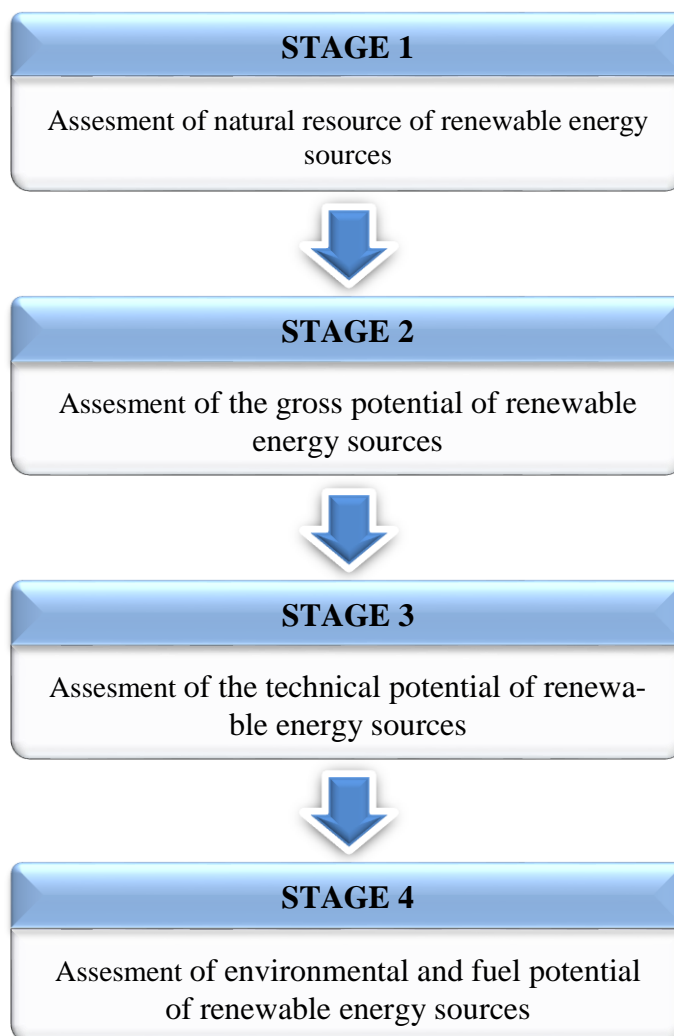 STAGE 1
Assesment of natural resource of renewable energy
sources
STAGE 2
Assesment of the gross potential of renewable
energy sources
STAGE 3
Assesment of the technical potential of renewa-
ble energy sources
STAGE 4
Assesment of environmental and fuel potential
of renewable energy sources